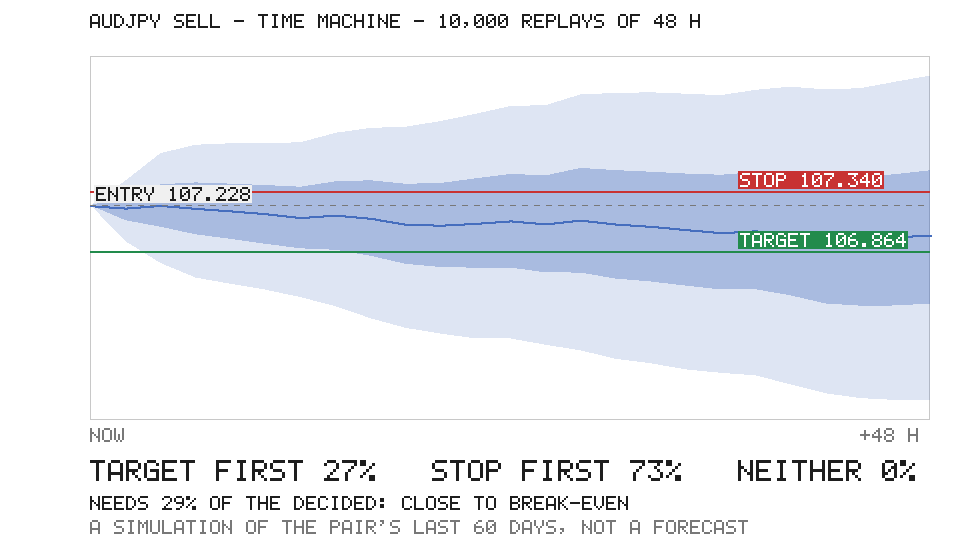 AUDJPY SELL - TIME MACHINE - 10,000 REPLAYS OF 48 H
STOP 107.340
ENTRY 107.228
TARGET 106.864
NOW +48 H
TARGET FIRST 27% STOP FIRST 73% NEITHER 0%
NEEDS 29% OF THE DECIDED: CLOSE TO BREAK-EVEN
A SIMULATION OF THE PAIR'S LAST 60 DAYS, NOT A FORECAST